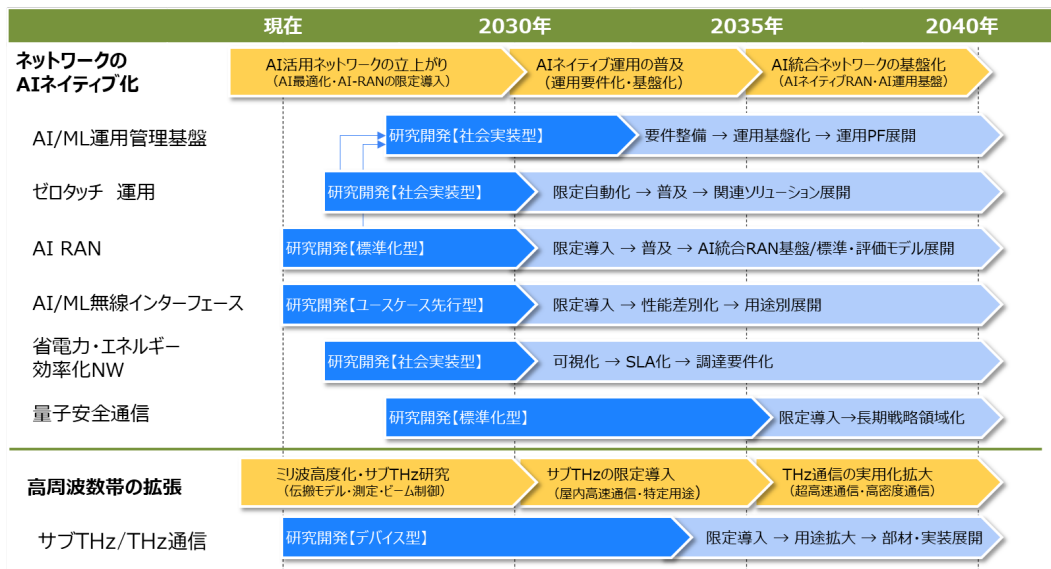 現在 2030年 2035年 2040年
ネットワークの
AIネイティブ化
AI活用ネットワークの立上がり
(AI最適化・AI-RANの限定導入)
AIネイティブ運用の普及
(運用要件化・基盤化)
AI統合ネットワークの基盤化
(AIネイティブRAN・AI運用基盤)
AI/ML運用管理基盤
研究開発【社会実装型】
要件整備 → 運用基盤化 → 運用PF展開
ゼロタッチ 運用
研究開発【社会実装型】
限定自動化 → 普及 → 関連ソリューション展開
AI RAN
研究開発【標準化型】
限定導入 → 普及 → AI統合RAN基盤/標準・評価モデル展開
AI/ML無線インターフェース
研究開発【ユースケース先行型】
限定導入 → 性能差別化 → 用途別展開
省電力・エネルギー
効率化NW
研究開発【社会実装型】
可視化 → SLA化 → 調達要件化
量子安全通信
研究開発【標準化型】
限定導入→長期戦略領域化
高周波数帯の拡張
ミリ波高度化・サブTHz研究
(伝搬モデル・測定・ビーム制御)
サブTHzの限定導入
(屋内高速通信・特定用途)
THz通信の実用化拡大
(超高速通信・高密度通信)
サブTHz/THz通信
研究開発【デバイス型】
限定導入 → 用途拡大 → 部材・実装展開